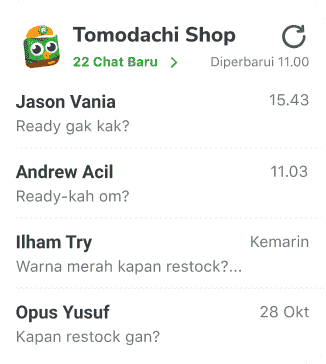 Tomodachi Shop
22 Chat Baru
Diperbarui 11.00
Jason Vania
15.43
Ready gak kak?
Andrew Acil
11.03
Ready-kah om?
Ilham Try
Kemarin
Warna merah kapan restock?...
Opus Yusuf
28 Okt
Kapan restock gan?